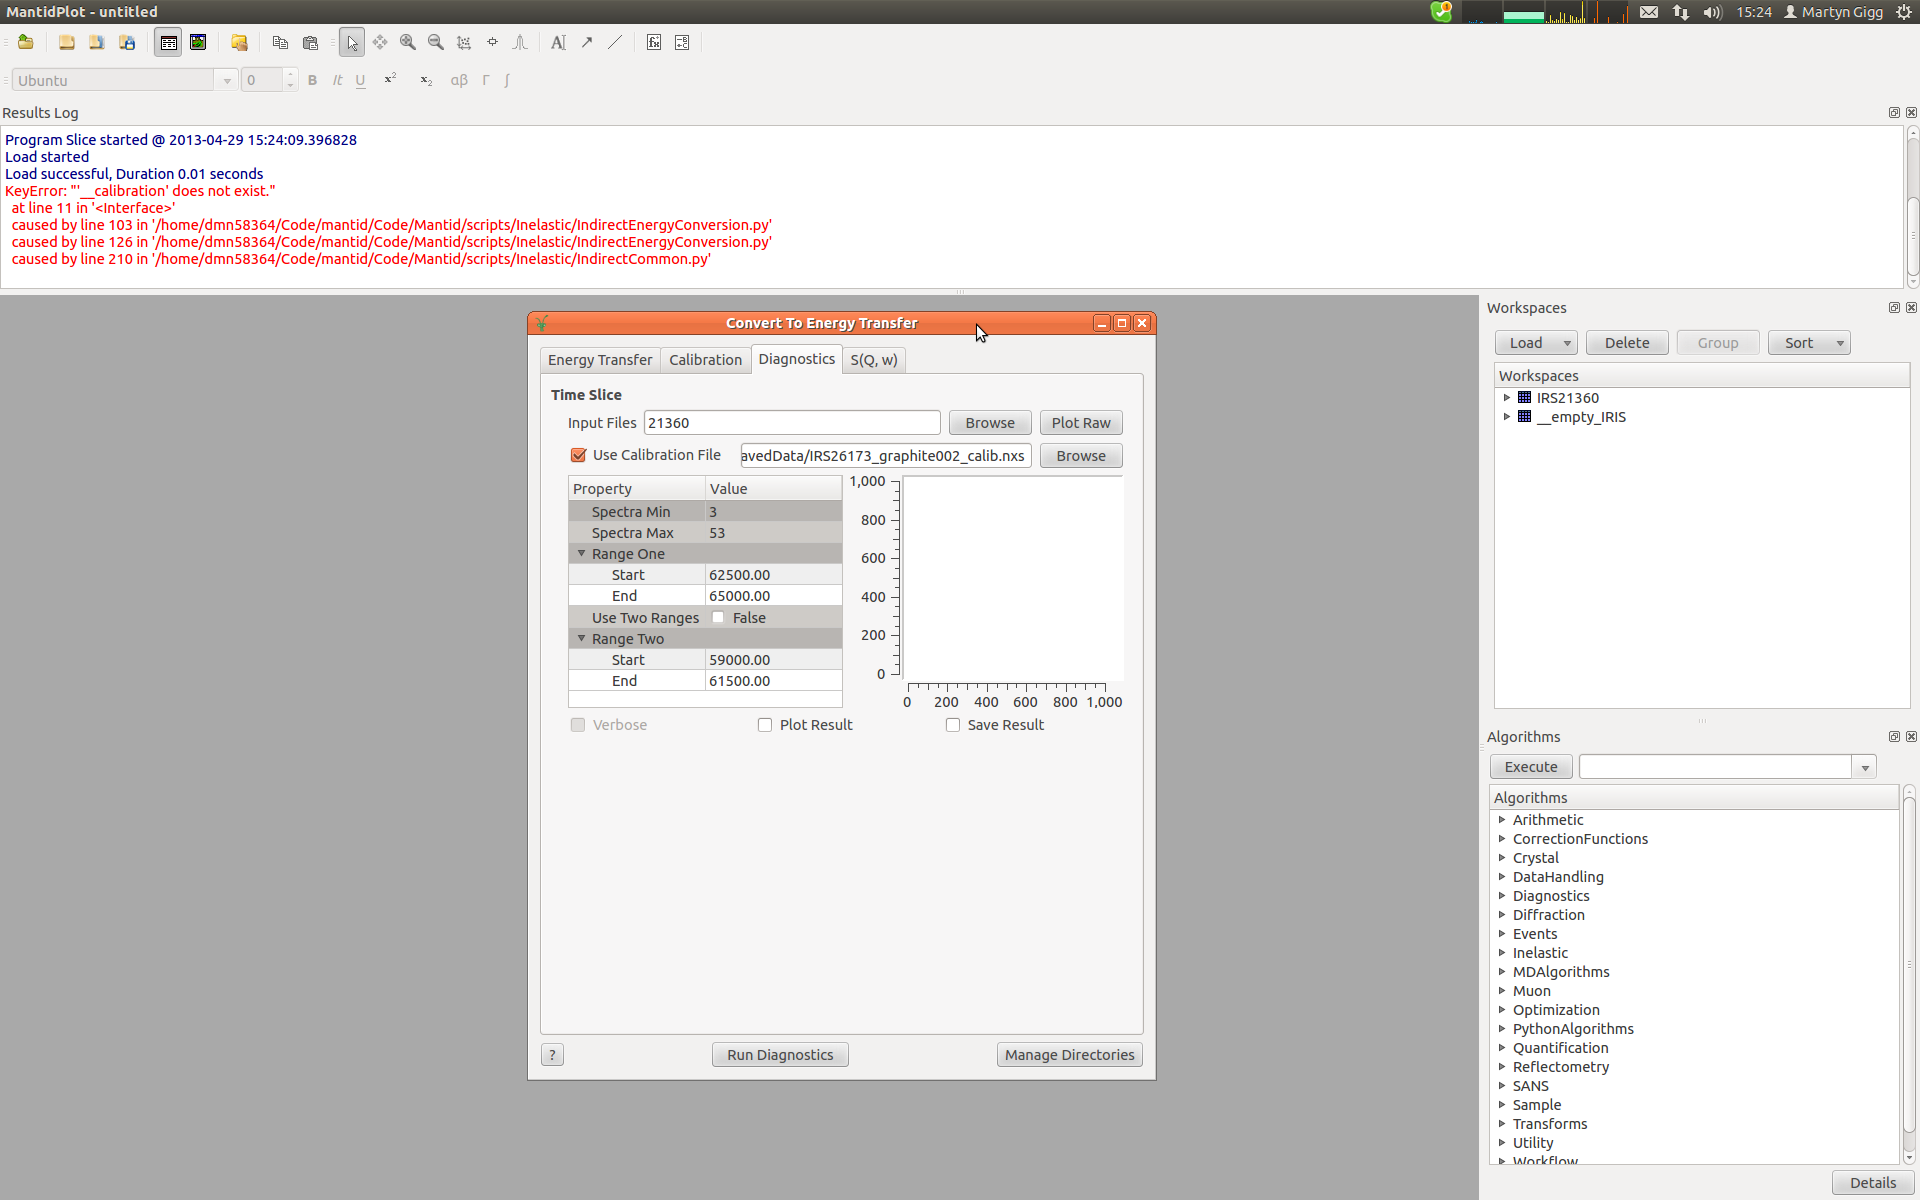 MantidPlot - untitled
15:24 Martyn Gigg
Ubuntu 0 B It U x² x₂ αβ Γ ∫
Results Log
Program Slice started @ 2013-04-29 15:24:09.396828
Load started
Load successful, Duration 0.01 seconds
KeyError: "'__calibration' does not exist."
at line 11 in '<Interface>'
caused by line 103 in '/home/dmn58364/Code/mantid/Code/Mantid/scripts/Inelastic/IndirectEnergyConversion.py'
caused by line 126 in '/home/dmn58364/Code/mantid/Code/Mantid/scripts/Inelastic/IndirectEnergyConversion.py'
caused by line 210 in '/home/dmn58364/Code/mantid/Code/Mantid/scripts/Inelastic/IndirectCommon.py'
Convert To Energy Transfer
Energy Transfer Calibration Diagnostics S(Q, w)
Time Slice
Input Files 21360 Browse Plot Raw
Use Calibration File avedData/IRS26173_graphite002_calib.nxs Browse
Property Value
Spectra Min 3
Spectra Max 53
Range One
Start 62500.00
End 65000.00
Use Two Ranges False
Range Two
Start 59000.00
End 61500.00
1,000
800
600
400
200
0
0 200 400 600 800 1,000
Verbose Plot Result Save Result
? Run Diagnostics Manage Directories
Workspaces
Load Delete Group Sort
Workspaces
IRS21360
__empty_IRIS
Algorithms
Execute
Algorithms
Arithmetic
CorrectionFunctions
Crystal
DataHandling
Diagnostics
Diffraction
Events
Inelastic
MDAlgorithms
Muon
Optimization
PythonAlgorithms
Quantification
Reflectometry
SANS
Sample
Transforms
Utility
Workflow
Details